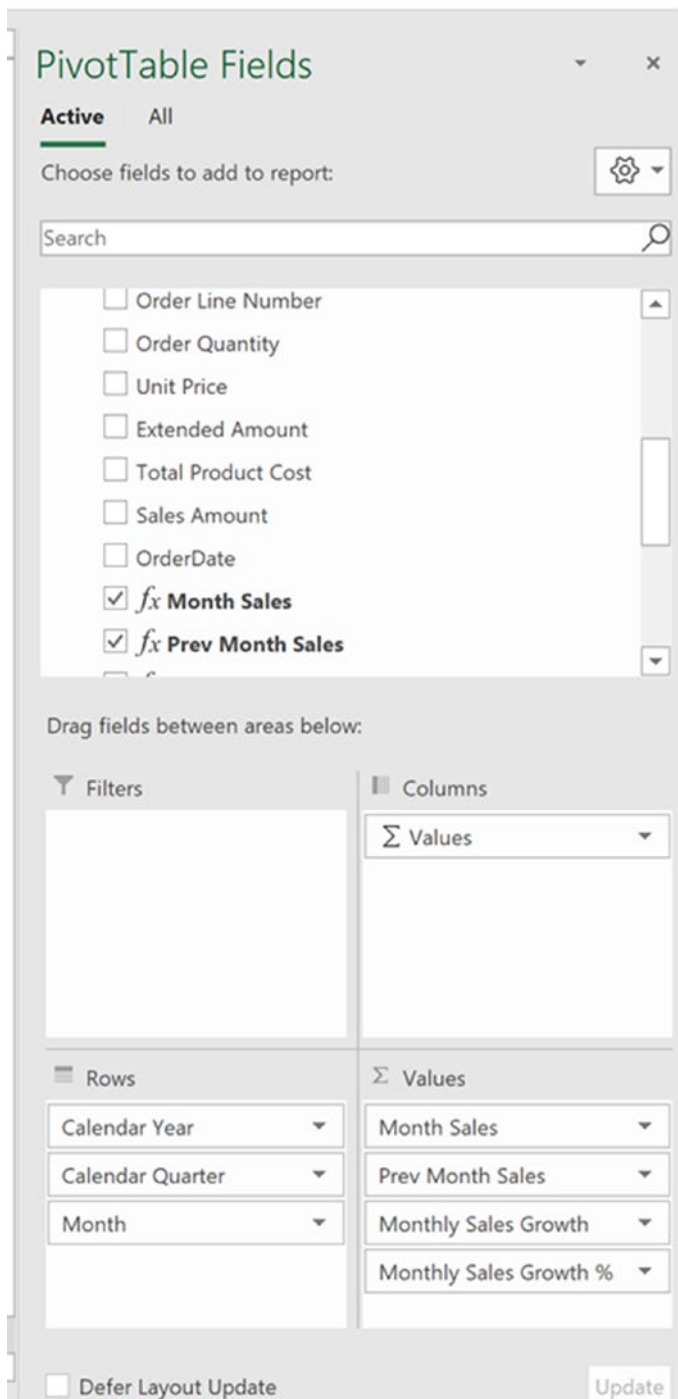 PivotTable Fields
Active All
Choose fields to add to report:
Search
Order Line Number
Order Quantity
Unit Price
Extended Amount
Total Product Cost
Sales Amount
OrderDate
fx Month Sales
fx Prev Month Sales
Drag fields between areas below:
Filters
Columns
Σ Values
Rows
Calendar Year
Calendar Quarter
Month
Σ Values
Month Sales
Prev Month Sales
Monthly Sales Growth
Monthly Sales Growth %
Defer Layout Update
Update